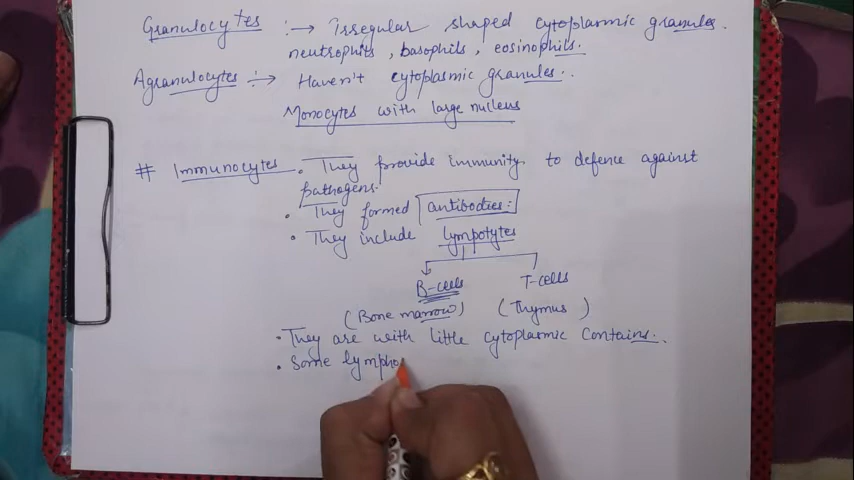 Granulocytes :→ irregular shaped cytoplasmic granules.
neutrophils, basophils, eosinophils.
Agranulocytes :→ Haven't cytoplasmic granules.
Monocytes with large nucleus
# Immunocytes . They provide immunity to defence against
pathogens.
. They formed antibodies:
. They include lympotytes
B-cells T-cells
(Bone marrow) (Thymus )
. They are with little cytoplasmic contains.
. Some lympho